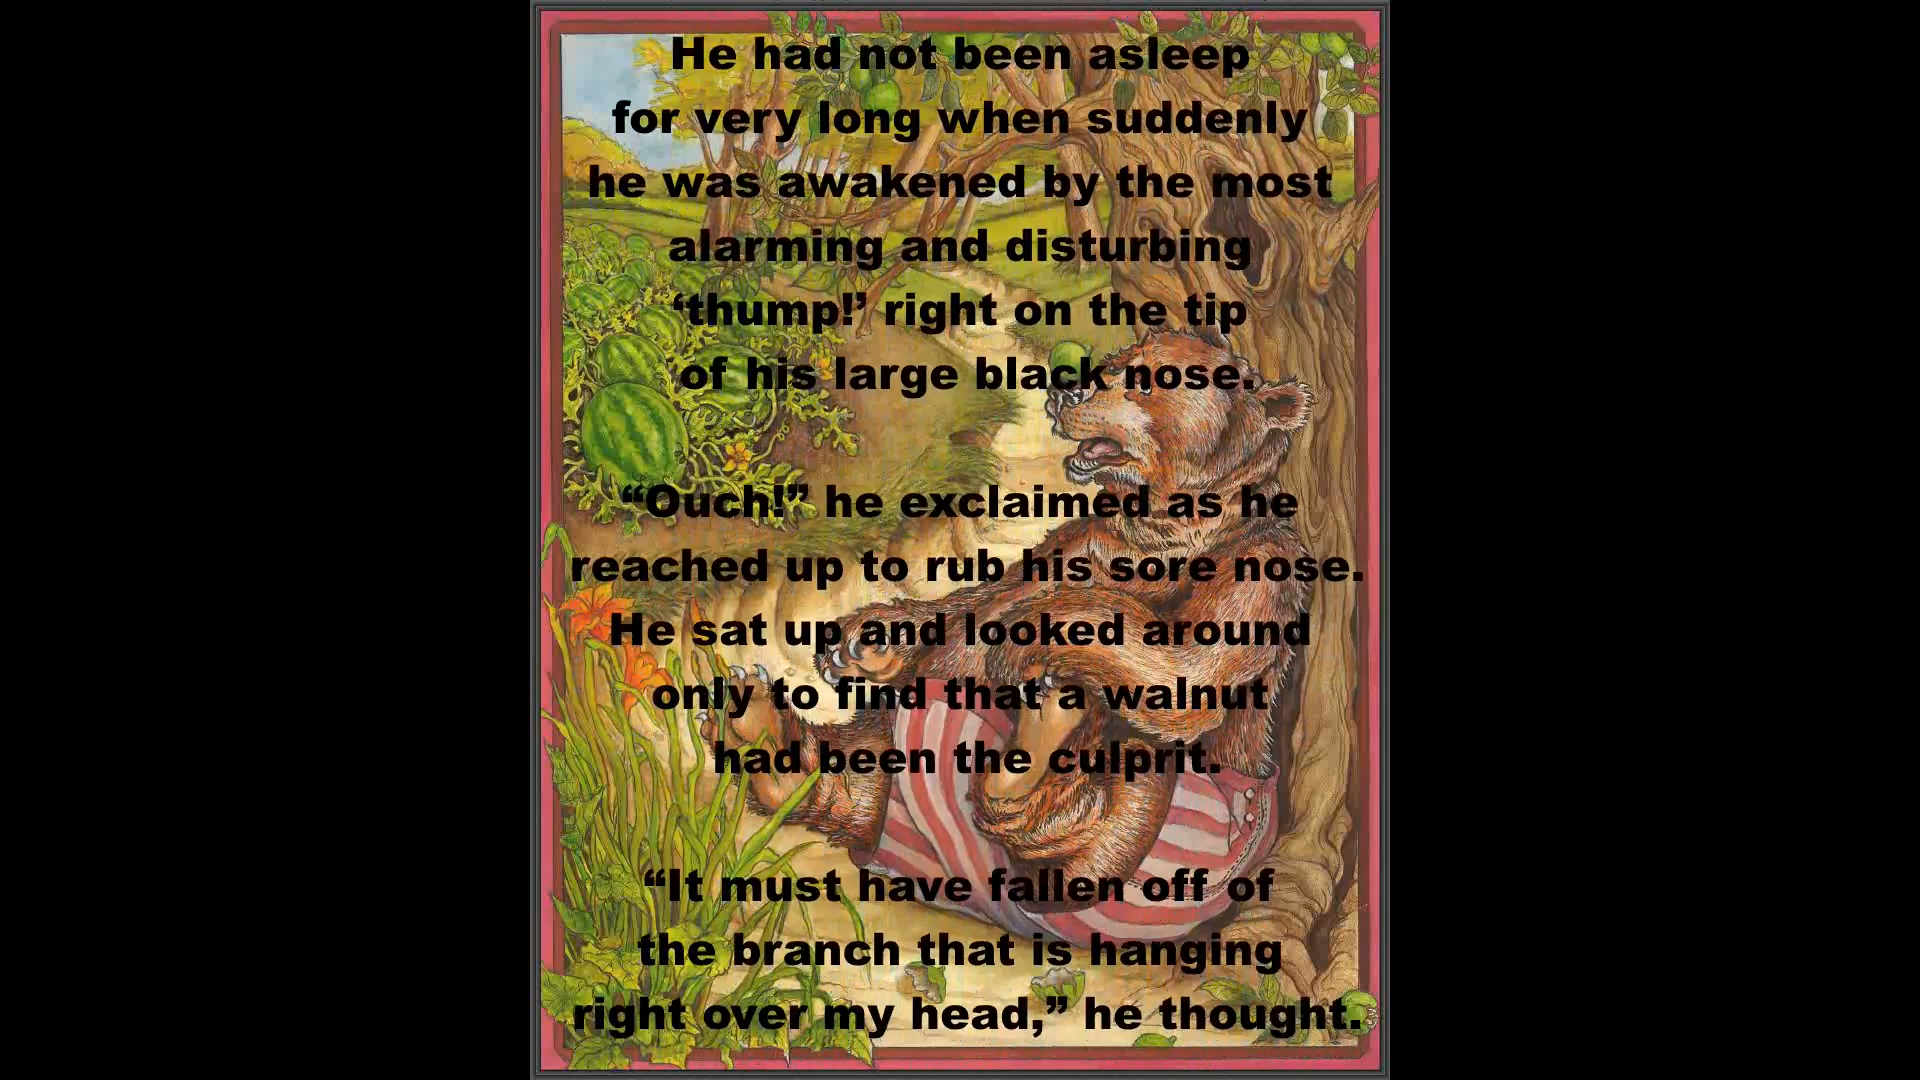 He had not been asleep
for very long when suddenly
he was awakened by the most
alarming and disturbing
‘thump!’ right on the tip
of his large black nose.
“Ouch!” he exclaimed as he
reached up to rub his sore nose.
He sat up and looked around
only to find that a walnut
had been the culprit.
“It must have fallen off of
the branch that is hanging
right over my head,” he thought.